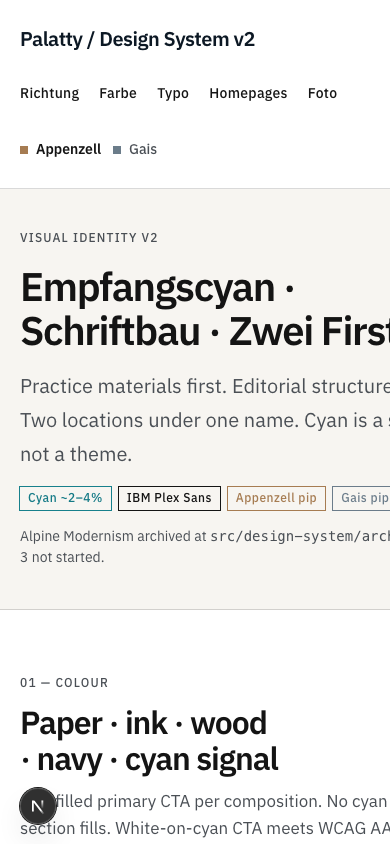 Palatty / Design System v2
Richtung Farbe Typo Homepages Foto
Appenzell Gais
VISUAL IDENTITY V2
Empfangscyan ·
Schriftbau · Zwei First
Practice materials first. Editorial structure
Two locations under one name. Cyan is a s
not a theme.
Cyan ~2–4% IBM Plex Sans Appenzell pip Gais pip
Alpine Modernism archived at src/design-system/arch
3 not started.
01 — COLOUR
Paper · ink · wood
· navy · cyan signal
filled primary CTA per composition. No cyan
section fills. White-on-cyan CTA meets WCAG AA